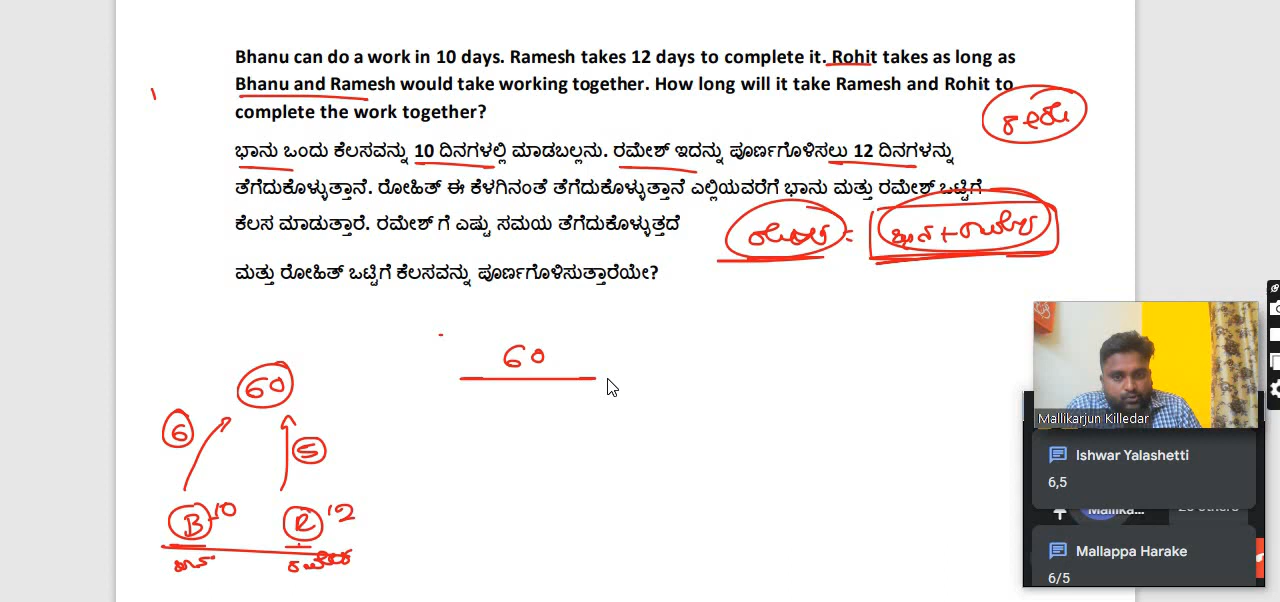 Bhanu can do a work in 10 days. Ramesh takes 12 days to complete it. Rohit takes as long as
Bhanu and Ramesh would take working together. How long will it take Ramesh and Rohit to
complete the work together?
ಭಾನು ಒಂದು ಕೆಲಸವನ್ನು 10 ದಿನಗಳಲ್ಲಿ ಮಾಡಬಲ್ಲನು. ರಮೇಶ್ ಇದನ್ನು ಪೂರ್ಣಗೊಳಿಸಲು 12 ದಿನಗಳನ್ನು
ತೆಗೆದುಕೊಳ್ಳುತ್ತಾನೆ. ರೋಹಿತ್ ಈ ಕೆಳಗಿನಂತೆ ತೆಗೆದುಕೊಳ್ಳುತ್ತಾನೆ ಎಲ್ಲಿಯವರೆಗೆ ಭಾನು ಮತ್ತು ರಮೇಶ್ ಒಟ್ಟಿಗೆ
ಕೆಲಸ ಮಾಡುತ್ತಾರೆ. ರಮೇಶ್ ಗೆ ಎಷ್ಟು ಸಮಯ ತೆಗೆದುಕೊಳ್ಳುತ್ತದೆ
=
+
ಮತ್ತು ರೋಹಿತ್ ಒಟ್ಟಿಗೆ ಕೆಲಸವನ್ನು ಪೂರ್ಣಗೊಳಿಸುತ್ತಾರೆಯೇ?
60
60
6
5
B-10
R 12
Mallikarjun Killedar
Ishwar Yalashetti
6,5
Mallika...
Mallappa Harake
6/5